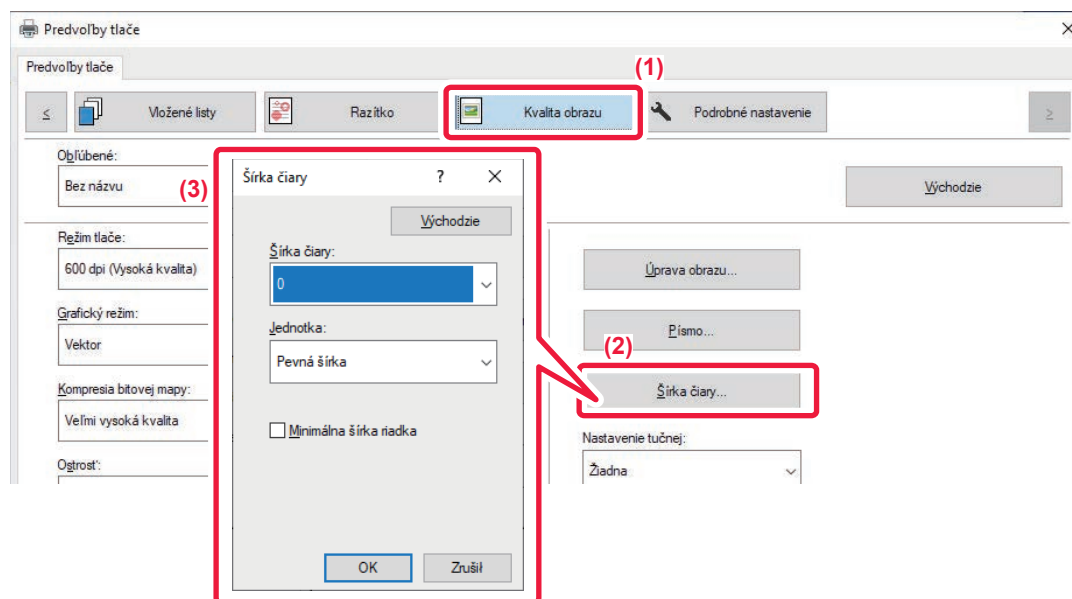 Predvoľby tlače
Predvoľby tlače
(1)
<
Vložené listy
Razítko
Kvalita obrazu
Podrobné nastavenie
>
Obľúbené:
Bez názvu
(3)
Šírka čiary
?
Východzie
Východzie
Režim tlače:
600 dpi (Vysoká kvalita)
Šírka čiary:
0
Úprava obrazu...
Grafický režim:
Vektor
Jednotka:
Pevná šírka
Písmo...
(2)
Kompresia bitovej mapy:
Veľmi vysoká kvalita
Šírka čiary...
Minimálna šírka riadka
Nastavenie tučnej:
Žiadna
Ostrosť:
OK
Zrušiť